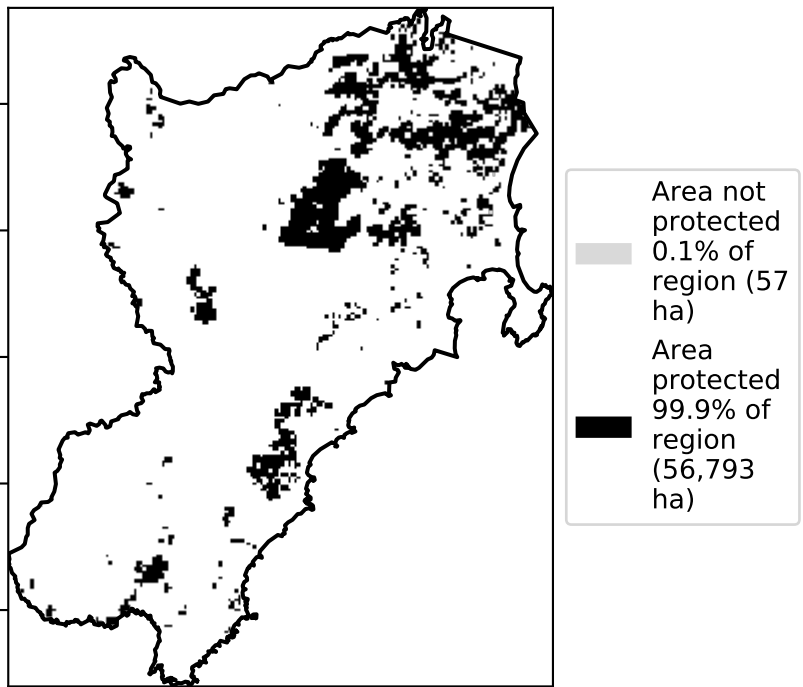 Area not
protected
0.1% of
region (57
ha)
Area
protected
99.9% of
region
(56,793
ha)